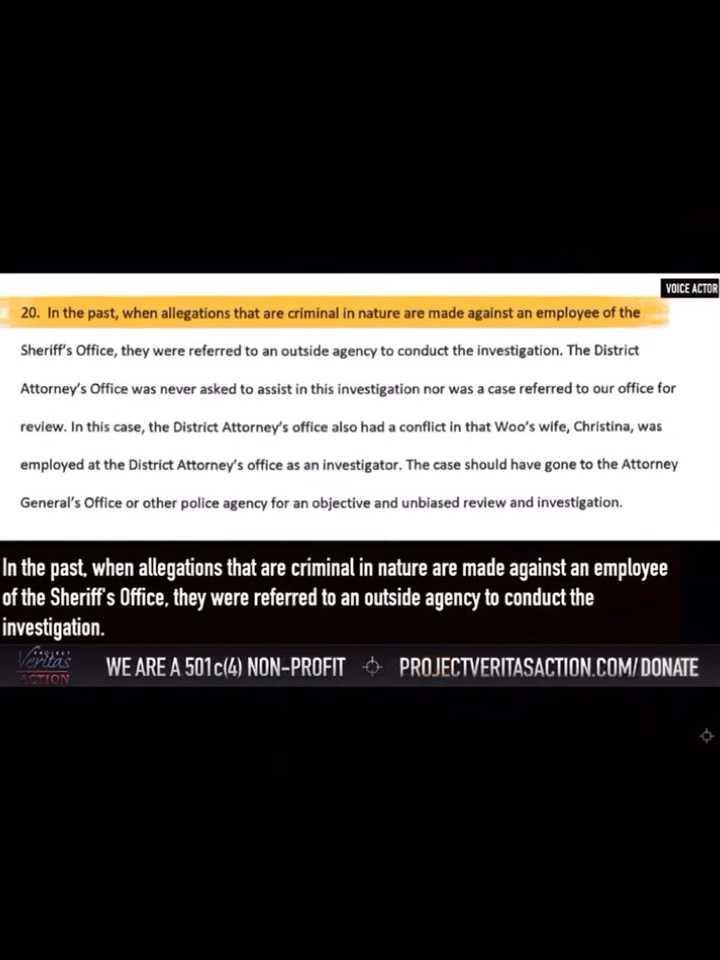 VOICE ACTOR
20. In the past, when allegations that are criminal in nature are made against an employee of the
Sheriff's Office, they were referred to an outside agency to conduct the investigation. The District
Attorney's Office was never asked to assist in this investigation nor was a case referred to our office for
review. In this case, the District Attorney's office also had a conflict in that Woo's wife, Christina, was
employed at the District Attorney's office as an investigator. The case should have gone to the Attorney
General's Office or other police agency for an objective and unbiased review and investigation.
In the past, when allegations that are criminal in nature are made against an employee
of the Sheriff's Office, they were referred to an outside agency to conduct the
investigation.
PROJECT
Veritas
ACTION
WE ARE A 501c(4) NON-PROFIT PROJECTVERITASACTION.COM/DONATE